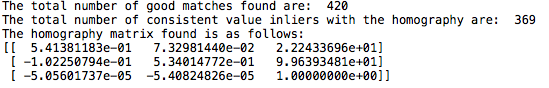 The total number of good matches found are:  420
The total number of consistent value inliers with the homography are:  369
The homography matrix found is as follows:
[[  5.41381183e-01   7.32981440e-02   2.22433696e+01]
 [ -1.02250794e-01   5.34014772e-01   9.96393481e+01]
 [ -5.05601737e-05  -5.40824826e-05   1.00000000e+00]]